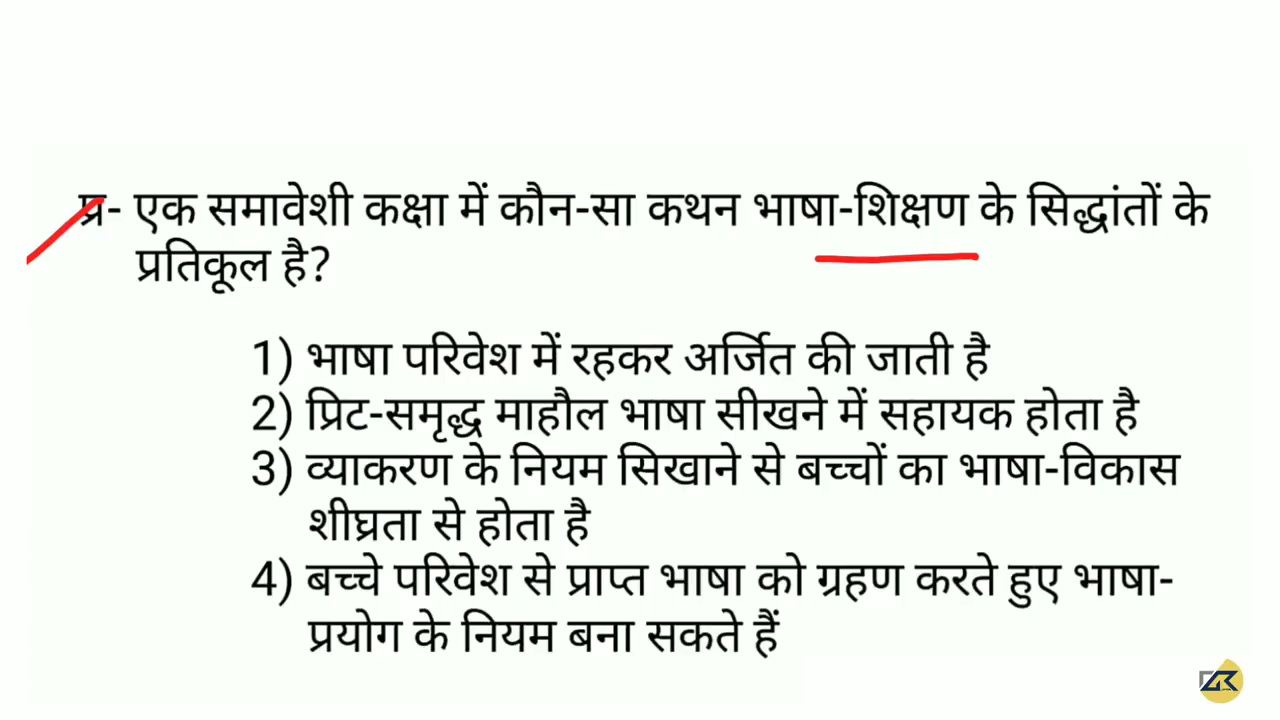 प्र- एक समावेशी कक्षा में कौन-सा कथन भाषा-शिक्षण के सिद्धांतों के
प्रतिकूल है?
1) भाषा परिवेश में रहकर अर्जित की जाती है
2) प्रिट-समृद्ध माहौल भाषा सीखने में सहायक होता है
3) व्याकरण के नियम सिखाने से बच्चों का भाषा-विकास
शीघ्रता से होता है
4) बच्चे परिवेश से प्राप्त भाषा को ग्रहण करते हुए भाषा-
प्रयोग के नियम बना सकते हैं